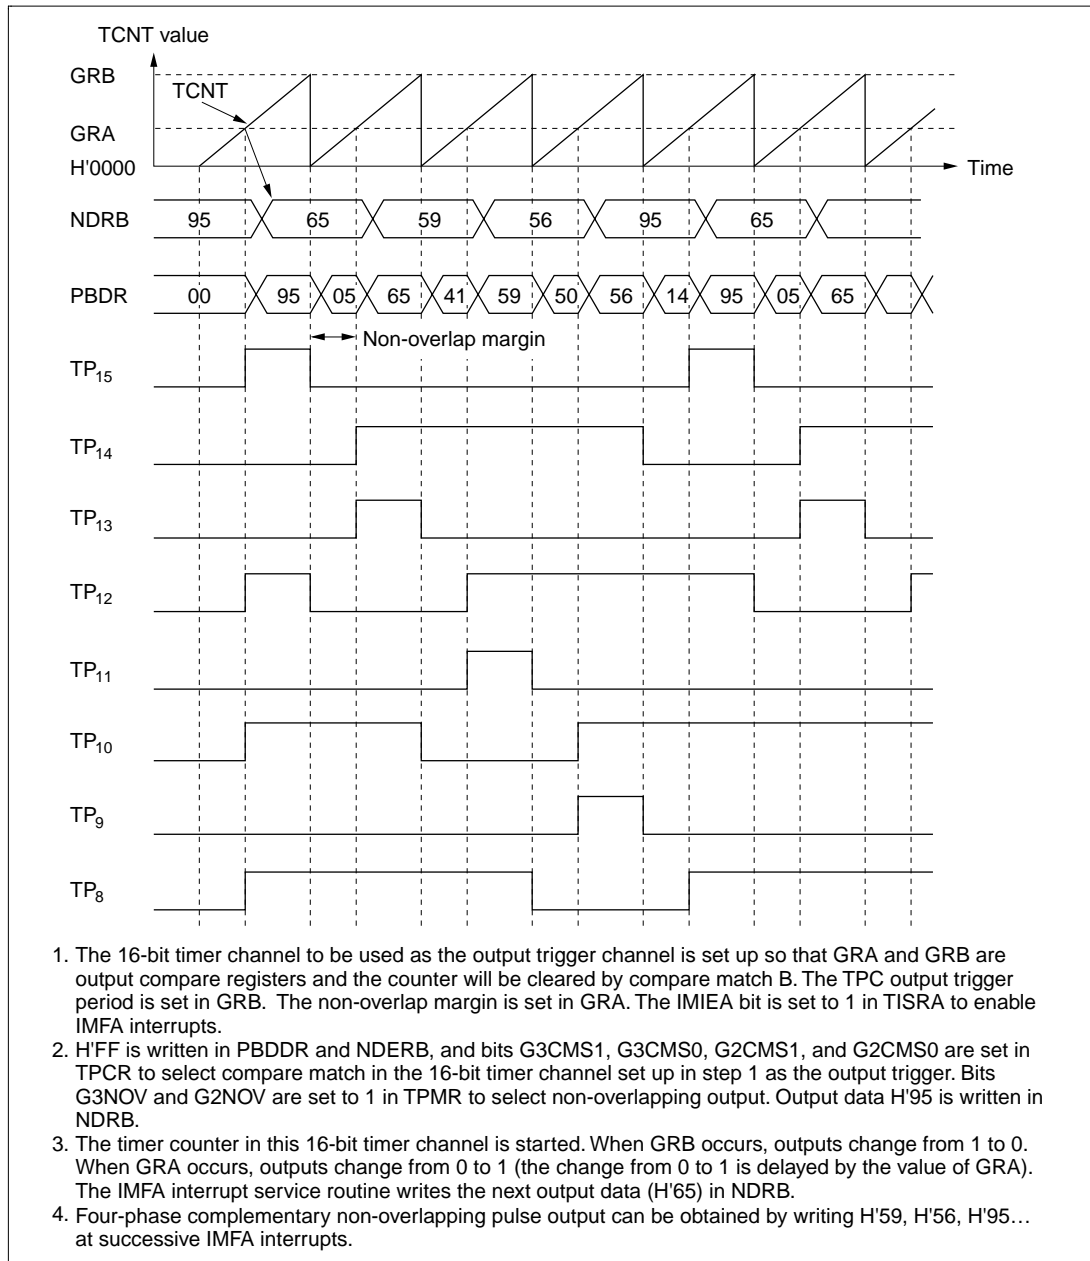 TCNT value
GRB
TCNT
GRA
H'0000
Time
NDRB 95 65 59 56 95 65
PBDR 00 95 05 65 41 59 50 56 14 95 05 65
Non-overlap margin
TP15
TP14
TP13
TP12
TP11
TP10
TP9
TP8
1. The 16-bit timer channel to be used as the output trigger channel is set up so that GRA and GRB are
output compare registers and the counter will be cleared by compare match B. The TPC output trigger
period is set in GRB. The non-overlap margin is set in GRA. The IMIEA bit is set to 1 in TISRA to enable
IMFA interrupts.
2. H'FF is written in PBDDR and NDERB, and bits G3CMS1, G3CMS0, G2CMS1, and G2CMS0 are set in
TPCR to select compare match in the 16-bit timer channel set up in step 1 as the output trigger. Bits
G3NOV and G2NOV are set to 1 in TPMR to select non-overlapping output. Output data H'95 is written in
NDRB.
3. The timer counter in this 16-bit timer channel is started. When GRB occurs, outputs change from 1 to 0.
When GRA occurs, outputs change from 0 to 1 (the change from 0 to 1 is delayed by the value of GRA).
The IMFA interrupt service routine writes the next output data (H'65) in NDRB.
4. Four-phase complementary non-overlapping pulse output can be obtained by writing H'59, H'56, H'95…
at successive IMFA interrupts.